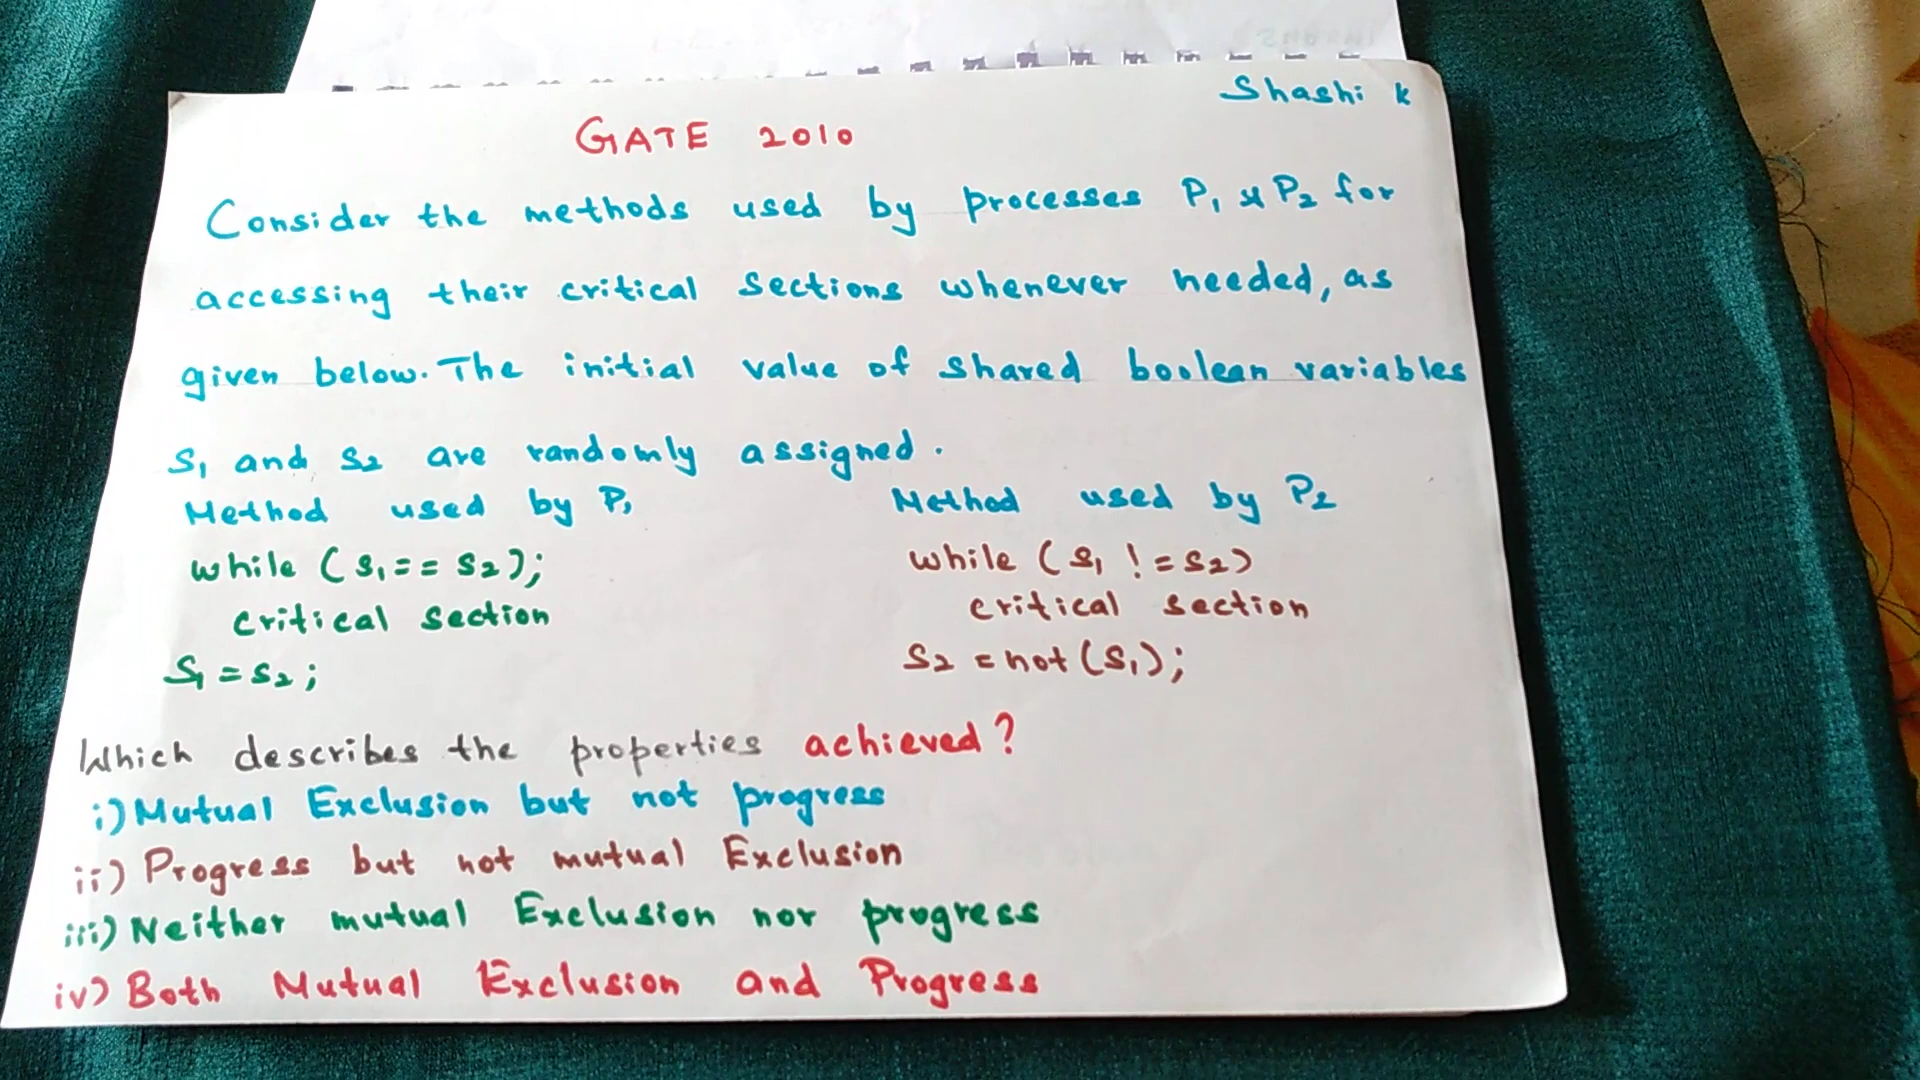 Shashi k
GATE 2010
Consider the methods used by processes P1 & P2 for
accessing their critical sections whenever needed, as
given below. The initial value of shared boolean variables
S1 and S2 are randomly assigned.
Method used by P1
Method used by P2
while (S1 == S2);
critical section
S1 = S2;
while (S1 != S2)
critical section
S2 = not (S1);
Which describes the properties achieved?
i) Mutual Exclusion but not progress
ii) Progress but not mutual Exclusion
iii) Neither mutual Exclusion nor progress
iv) Both Mutual Exclusion and Progress